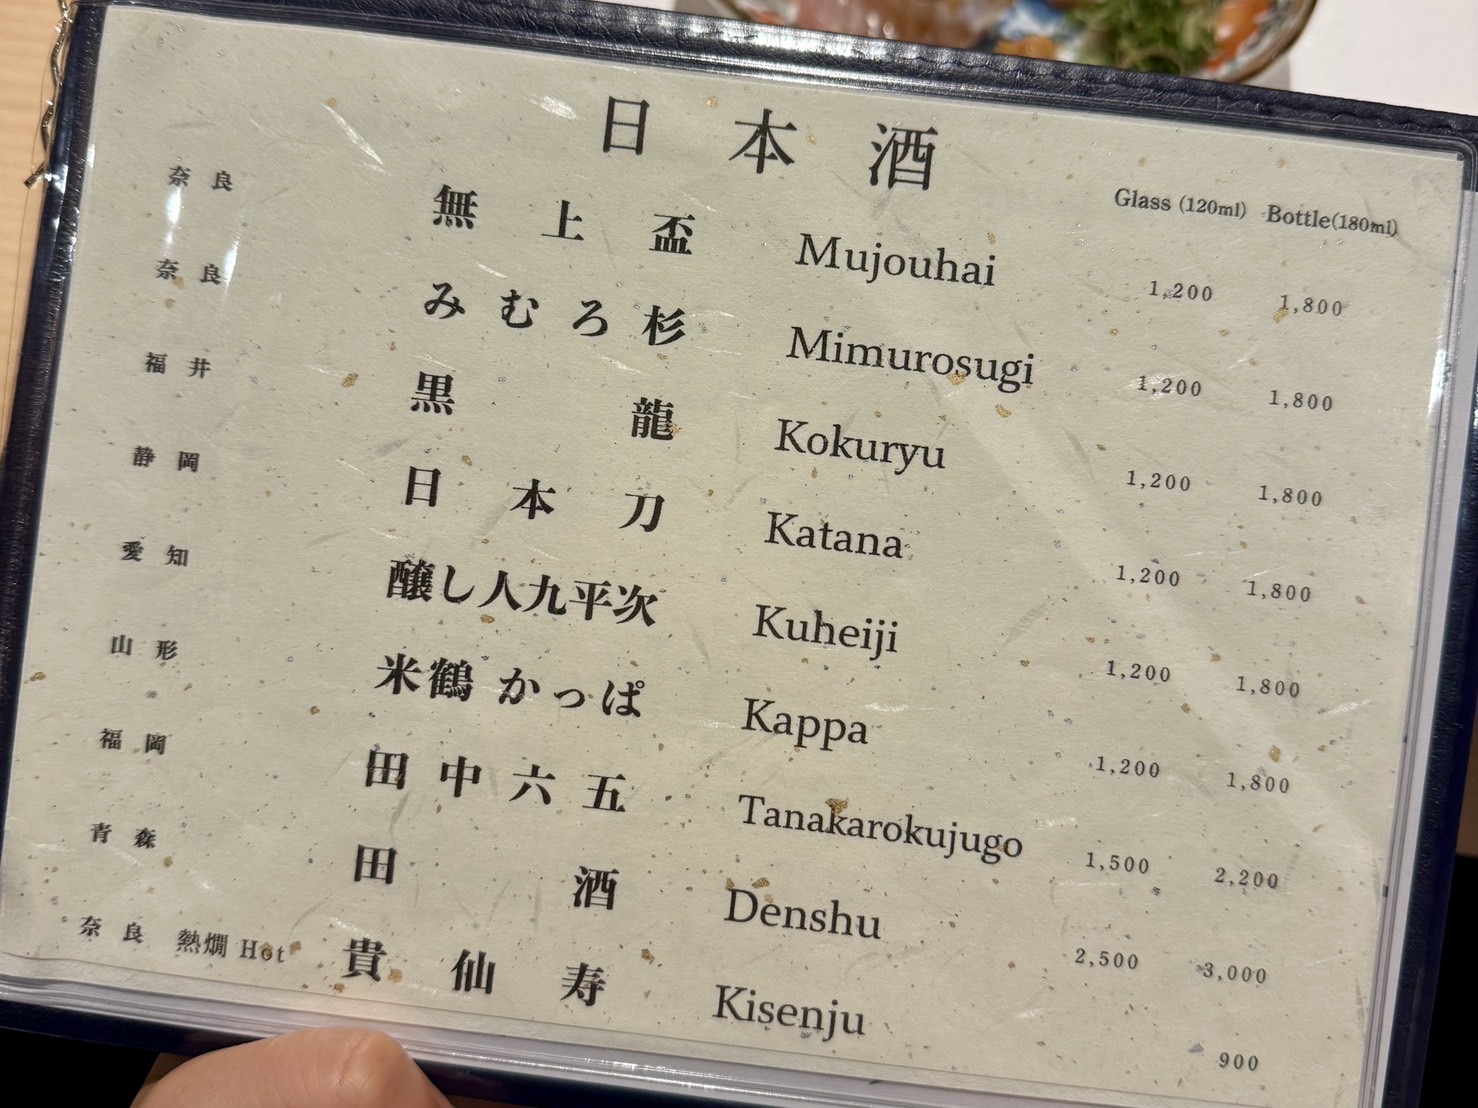 日本酒
Glass (120ml) Bottle(180ml)
奈良 無上盃 Mujouhai 1,200 1,800
奈良 みむろ杉 Mimurosugi 1,200 1,800
福井 黒龍 Kokuryu 1,200 1,800
静岡 日本刀 Katana 1,200 1,800
愛知 醸し人九平次 Kuheiji 1,200 1,800
山形 米鶴 かっぱ Kappa 1,200 1,800
福岡 田中六五 Tanakarokujugo 1,500 2,200
青森 田酒 Denshu 2,500 3,000
奈良 熱燗 Hot 貴仙寿 Kisenju 900